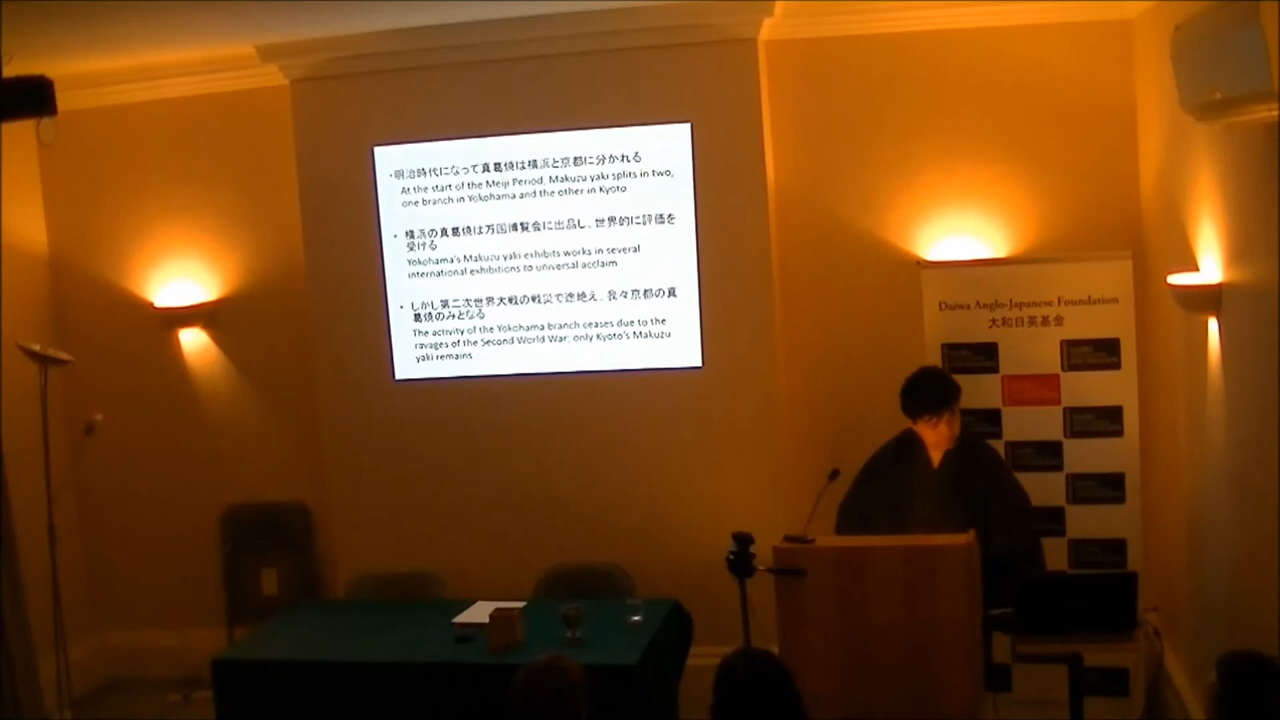 ・明治時代になって真葛焼は横浜と京都に分かれる
At the start of the Meiji Period, Makuzu yaki splits in two,
one branch in Yokohama and the other in Kyoto
• 横浜の真葛焼は万国博覧会に出品し、世界的に評価を
受ける
Yokohama's Makuzu yaki exhibits works in several
international exhibitions to universal acclaim
• しかし第二次世界大戦の戦災で途絶え、我々京都の真
葛焼のみとなる
The activity of the Yokohama branch ceases due to the
ravages of the Second World War; only Kyoto's Makuzu
yaki remains
Daiwa Anglo-Japanese Foundation
大和日英基金